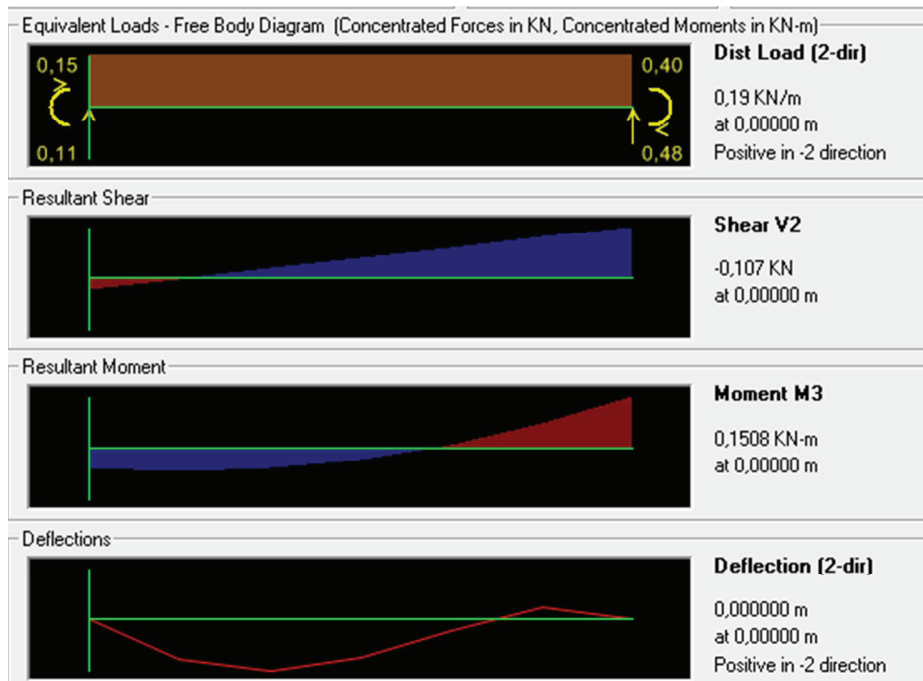 Equivalent Loads - Free Body Diagram (Concentrated Forces in KN, Concentrated Moments in KN-m)
0,15
0,40
0,11
0,48
Dist Load (2-dir)
0,19 KN/m
at 0,00000 m
Positive in -2 direction
Resultant Shear
Shear V2
-0,107 KN
at 0,00000 m
Resultant Moment
Moment M3
0,1508 KN-m
at 0,00000 m
Deflections
Deflection (2-dir)
0,000000 m
at 0,00000 m
Positive in -2 direction